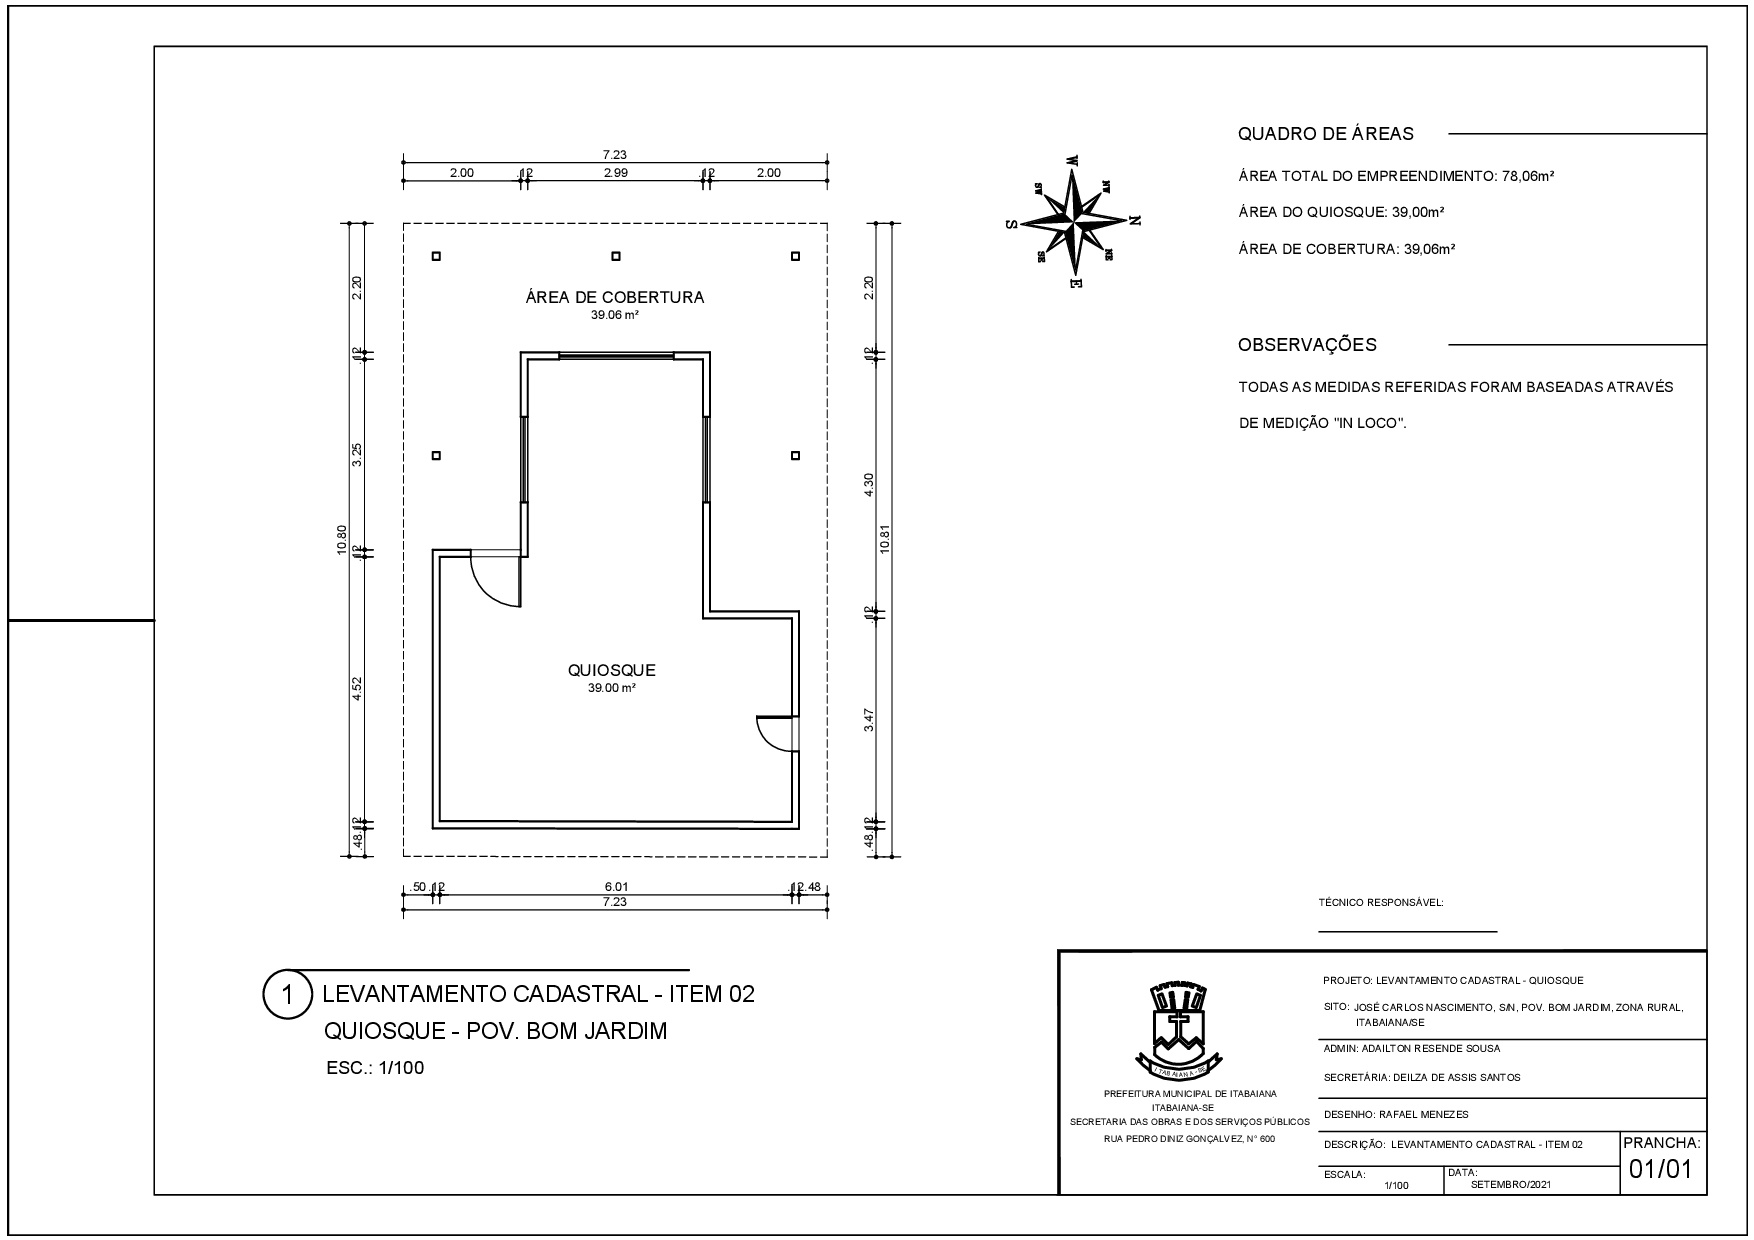 7.23
2.00 .12 2.99 .12 2.00
W
SW NW
S N
SE NE
E
QUADRO DE ÁREAS
ÁREA TOTAL DO EMPREENDIMENTO: 78,06m²
ÁREA DO QUIOSQUE: 39,00m²
ÁREA DE COBERTURA: 39,06m²
OBSERVAÇÕES
TODAS AS MEDIDAS REFERIDAS FORAM BASEADAS ATRAVÉS
DE MEDIÇÃO "IN LOCO".
10.80
2.20
.12
3.25
.12
4.52
.12
.48
ÁREA DE COBERTURA
39.06 m²
QUIOSQUE
39.00 m²
2.20
.12
4.30
.12
3.47
.12
.48
10.81
.50 .12 6.01 .12 .48
7.23
1
LEVANTAMENTO CADASTRAL - ITEM 02
QUIOSQUE - POV. BOM JARDIM
ESC.: 1/100
TÉCNICO RESPONSÁVEL:
ITABAIANA-SE
PREFEITURA MUNICIPAL DE ITABAIANA
ITABAIANA-SE
SECRETARIA DAS OBRAS E DOS SERVIÇOS PÚBLICOS
RUA PEDRO DINIZ GONÇALVEZ, N° 600
PROJETO: LEVANTAMENTO CADASTRAL - QUIOSQUE
SITO: JOSÉ CARLOS NASCIMENTO, S/N, POV. BOM JARDIM, ZONA RURAL,
ITABAIANA/SE
ADMIN: ADAILTON RESENDE SOUSA
SECRETÁRIA: DEILZA DE ASSIS SANTOS
DESENHO: RAFAEL MENEZES
DESCRIÇÃO: LEVANTAMENTO CADASTRAL - ITEM 02
ESCALA:
1/100
DATA:
SETEMBRO/2021
PRANCHA:
01/01